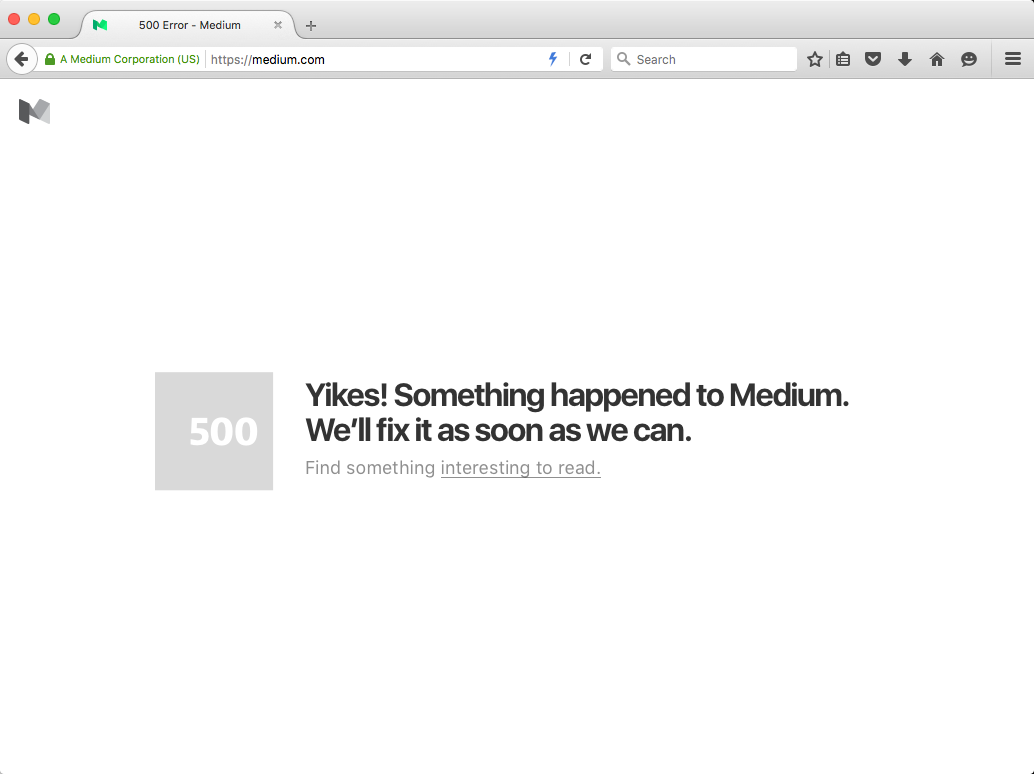 500 Error - Medium
A Medium Corporation (US) https://medium.com
Search
500
Yikes! Something happened to Medium.
We’ll fix it as soon as we can.
Find something interesting to read.